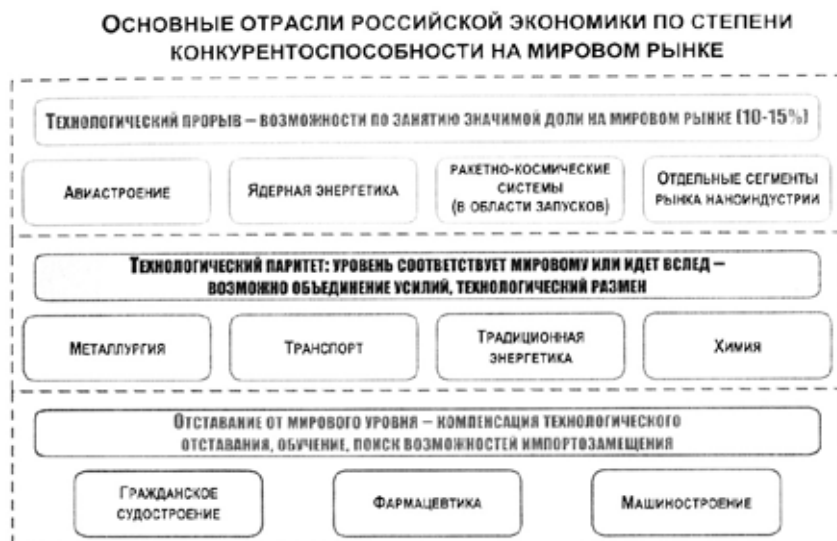 ОСНОВНЫЕ ОТРАСЛИ РОССИЙСКОЙ ЭКОНОМИКИ ПО СТЕПЕНИ
КОНКУРЕНТОСПОСОБНОСТИ НА МИРОВОМ РЫНКЕ
ТЕХНОЛОГИЧЕСКИЙ ПРОРЫВ – ВОЗМОЖНОСТИ ПО ЗАНЯТИЮ ЗНАЧИМОЙ ДОЛИ НА МИРОВОМ РЫНКЕ (10-15%)
АВИАСТРОЕНИЕ
ЯДЕРНАЯ ЭНЕРГЕТИКА
РАКЕТНО-КОСМИЧЕСКИЕ
СИСТЕМЫ
(В ОБЛАСТИ ЗАПУСКОВ)
ОТДЕЛЬНЫЕ СЕГМЕНТЫ
РЫНКА НАНОИНДУСТРИИ
ТЕХНОЛОГИЧЕСКИЙ ПАРИТЕТ: УРОВЕНЬ СООТВЕТСТВУЕТ МИРОВОМУ ИЛИ ИДЕТ ВСЛЕД –
ВОЗМОЖНО ОБЪЕДИНЕНИЕ УСИЛИЙ, ТЕХНОЛОГИЧЕСКИЙ РАЗМЕН
МЕТАЛЛУРГИЯ
ТРАНСПОРТ
ТРАДИЦИОННАЯ
ЭНЕРГЕТИКА
ХИМИЯ
ОТСТАВАНИЕ ОТ МИРОВОГО УРОВНЯ – КОМПЕНСАЦИЯ ТЕХНОЛОГИЧЕСКОГО
ОТСТАВАНИЯ, ОБУЧЕНИЕ, ПОИСК ВОЗМОЖНОСТЕЙ ИМПОРТОЗАМЕЩЕНИЯ
ГРАЖДАНСКОЕ
СУДОСТРОЕНИЕ
ФАРМАЦЕВТИКА
МАШИНОСТРОЕНИЕ